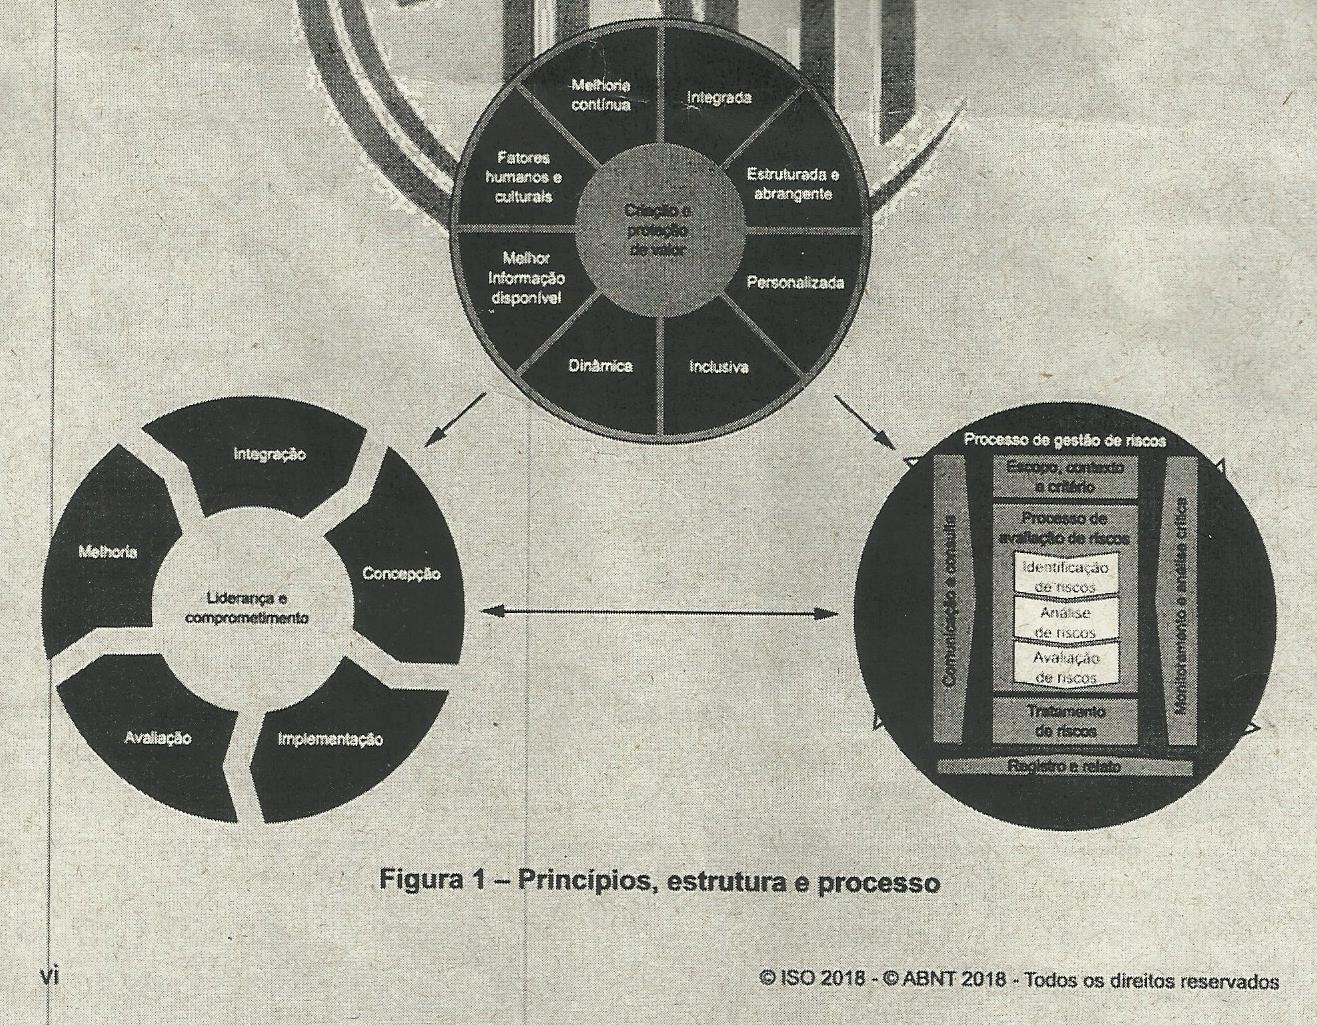 Melhoria
contínua
Integrada
Fatores
humanos e
culturais
Estruturada e
abrangente
Criação e
proteção
de valor
Melhor
Informação
disponível
Personalizada
Dinâmica
Inclusiva
Integração
Melhoria
Concepção
Liderança e
comprometimento
Avaliação
Implementação
Processo de gestão de riscos
Escopo, contexto
e critério
Processo de
avaliação de riscos
Identificação
de riscos
Análise
de riscos
Avaliação
de riscos
Tratamento
de riscos
Comunicação e consulta
Monitoramento e análise crítica
Registro e relato
Figura 1 – Princípios, estrutura e processo
vi
© ISO 2018 - © ABNT 2018 - Todos os direitos reservados